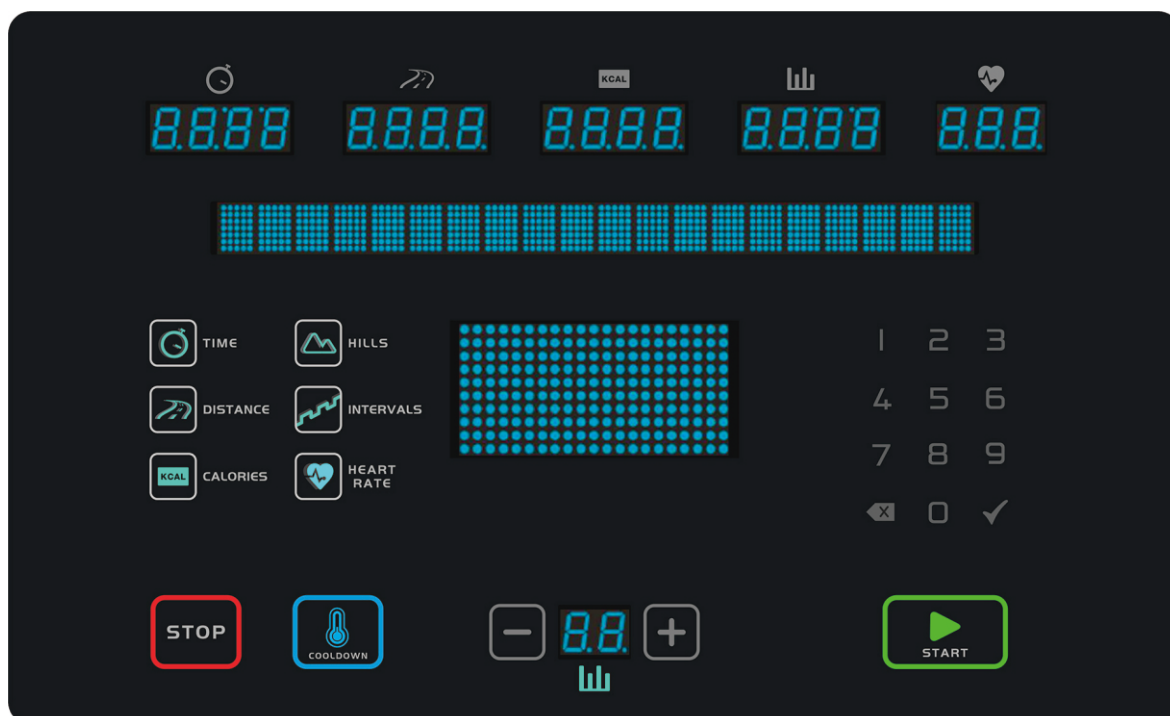 KCAL
8.8.8.8 8.8.8.8. 8.8.8.8. 8.8.8.8 8.8.8.
TIME HILLS 1 2 3
DISTANCE INTERVALS 4 5 6
KCAL CALORIES HEART RATE 7 8 9
X 0
STOP COOLDOWN 8.8. START